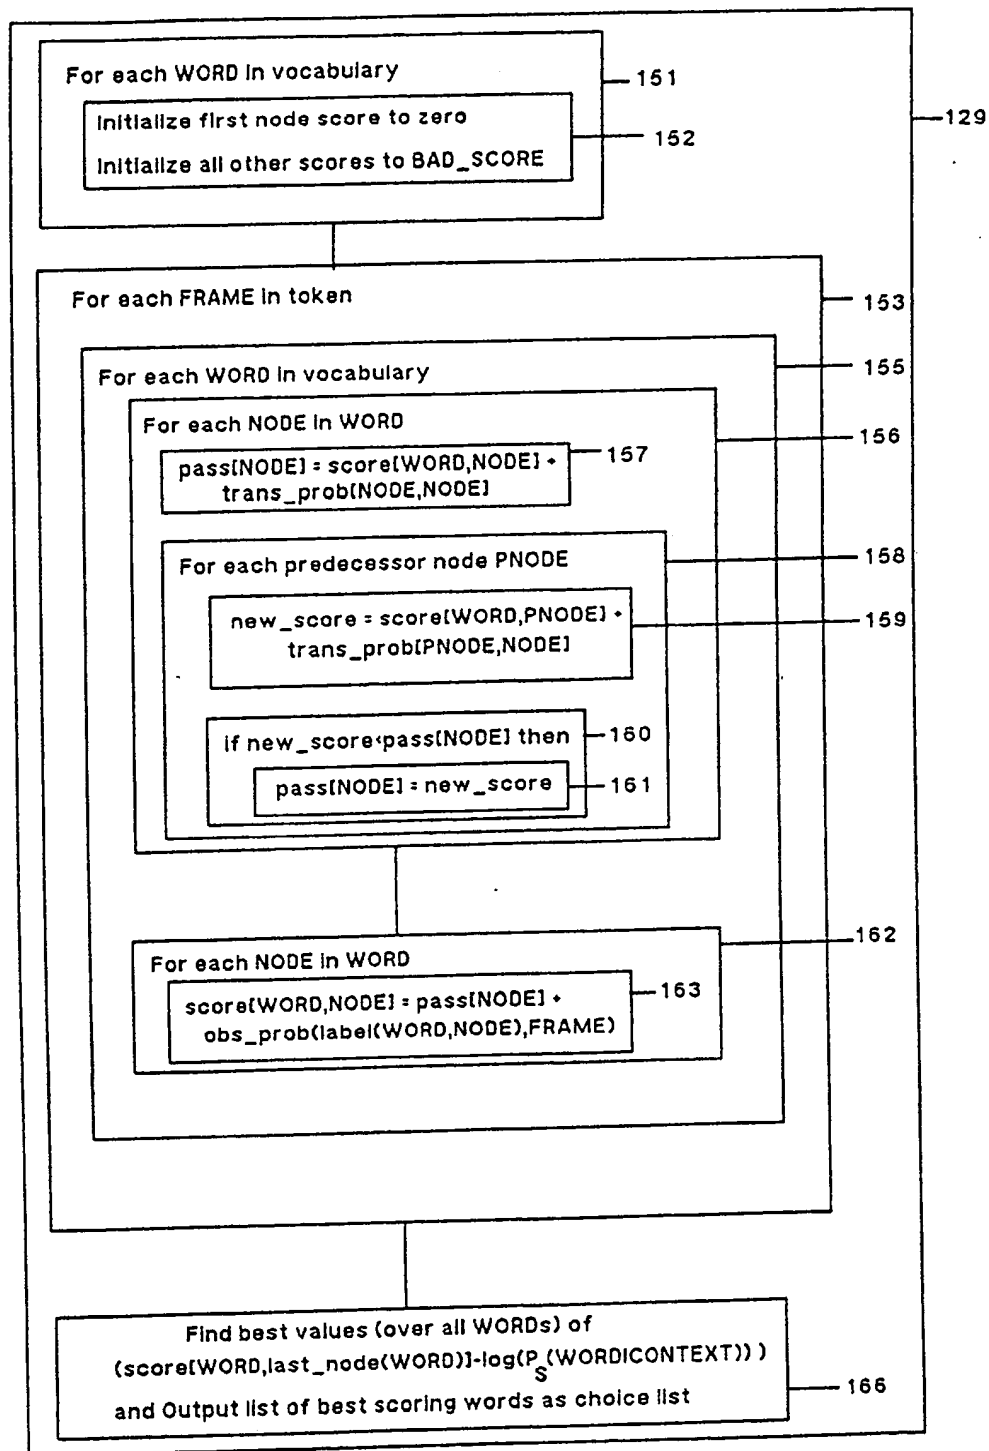 For each WORD in vocabulary
151
Initialize first node score to zero
129
152
Initialize all other scores to BAD_SCORE
For each FRAME in token
153
155
For each WORD in vocabulary
For each NODE in WORD
156
157
pass[NODE] = score[WORD,NODE] +
trans_prob[NODE,NODE]
158
For each predecessor node PNODE
new_score = score[WORD,PNODE] +
159
trans_prob[PNODE,NODE]
if new_score<pass[NODE] then
160
pass[NODE] = new_score
161
162
For each NODE in WORD
score[WORD,NODE] = pass[NODE] +
163
obs_prob(label(WORD,NODE),FRAME)
Find best values (over all WORDs) of
(score[WORD,last_node(WORD)]-log(PS(WORD|CONTEXT)))
166
and Output list of best scoring words as choice list